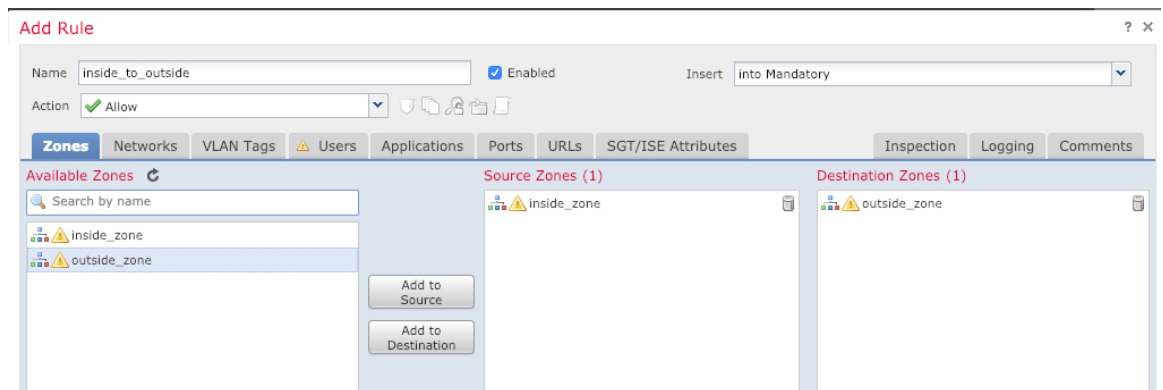 Add Rule
? ×
Name inside_to_outside Enabled Insert into Mandatory
Action Allow
Zones Networks VLAN Tags Users Applications Ports URLs SGT/ISE Attributes Inspection Logging Comments
Available Zones Source Zones (1) Destination Zones (1)
Search by name inside_zone outside_zone
inside_zone
outside_zone
Add to
Source
Add to
Destination